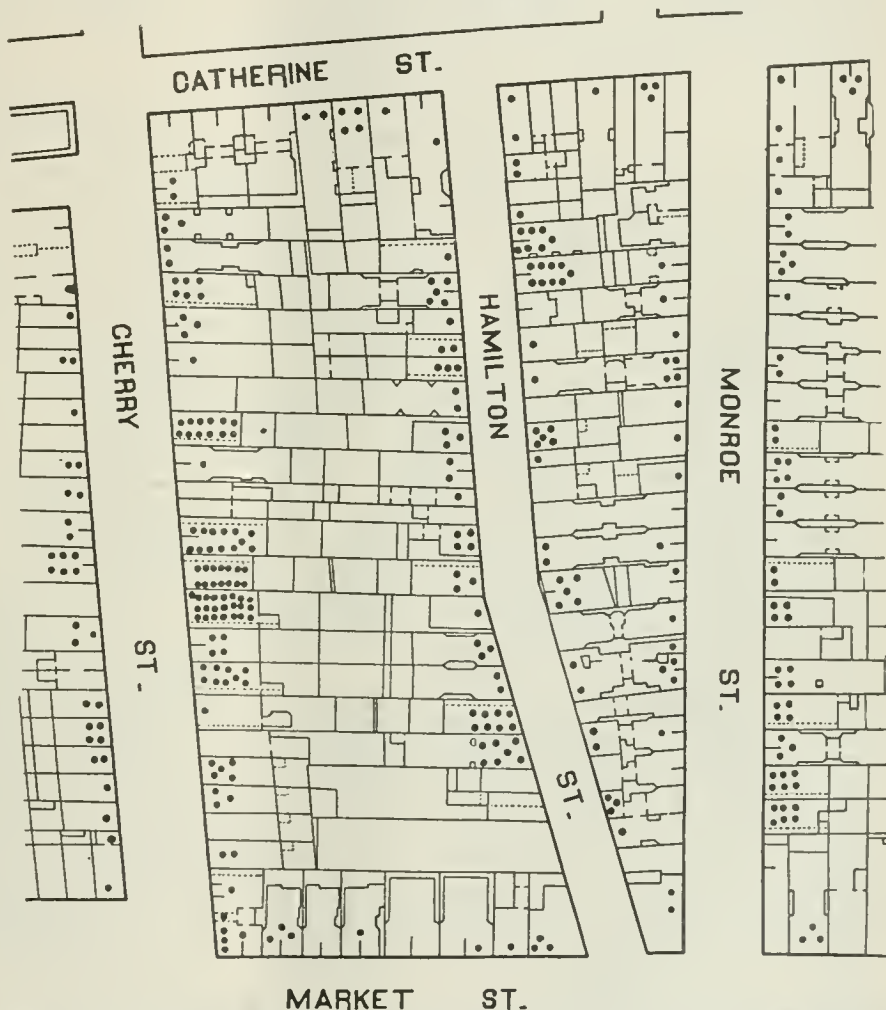 CATHERINE ST.
CHERRY ST.
HAMILTON ST.
MONROE ST.
MARKET ST.